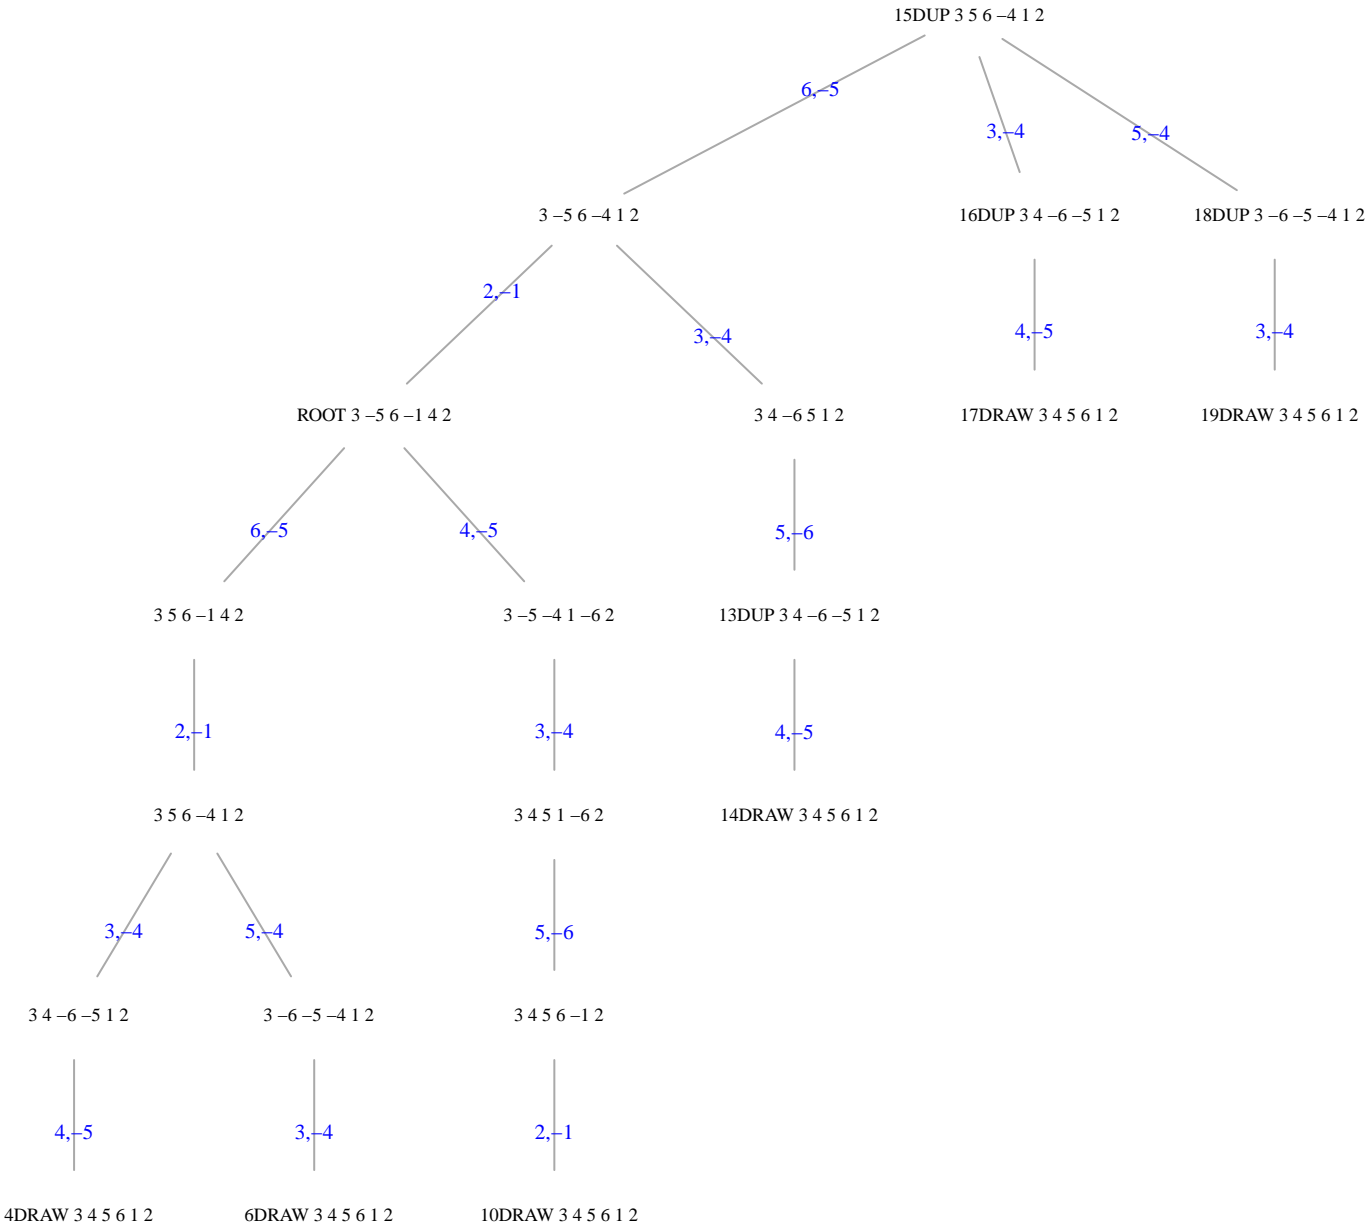 15DUP 3 5 6 –4 1 2
6,–5
3,–4
5,–4
3 –5 6 –4 1 2
16DUP 3 4 –6 –5 1 2
18DUP 3 –6 –5 –4 1 2
2,–1
3,–4
4,–5
3,–4
ROOT 3 –5 6 –1 4 2
3 4 –6 5 1 2
17DRAW 3 4 5 6 1 2
19DRAW 3 4 5 6 1 2
6,–5
4,–5
5,–6
3 5 6 –1 4 2
3 –5 –4 1 –6 2
13DUP 3 4 –6 –5 1 2
2,–1
3,–4
4,–5
3 5 6 –4 1 2
3 4 5 1 –6 2
14DRAW 3 4 5 6 1 2
3,–4
5,–4
5,–6
3 4 –6 –5 1 2
3 –6 –5 –4 1 2
3 4 5 6 –1 2
4,–5
3,–4
2,–1
4DRAW 3 4 5 6 1 2
6DRAW 3 4 5 6 1 2
10DRAW 3 4 5 6 1 2